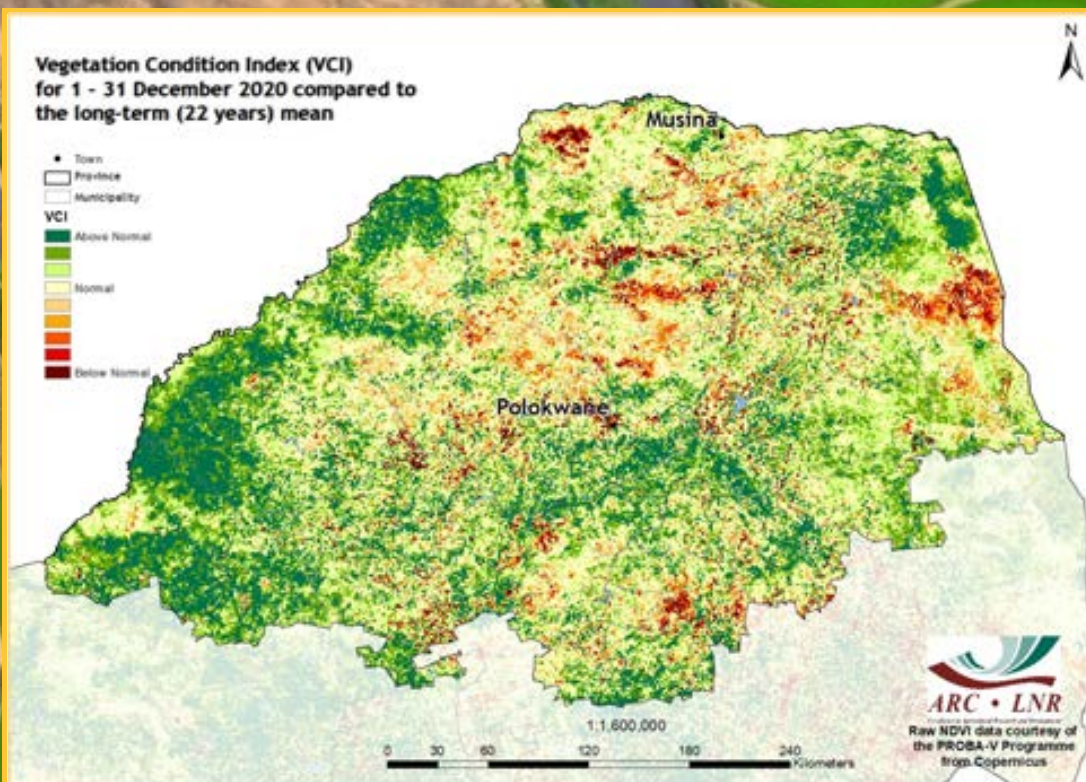 Vegetation Condition Index (VCI)
for 1 - 31 December 2020 compared to
the long-term (22 years) mean
N
Town
Province
Municipality
VCI
Above Normal
Normal
Below Normal
Musina
Polokwane
1:1,600,000
0 30 60 120 180 240
Kilometers
ARC • LNR
Raw NDVI data courtesy of
the PROBA-V Programme
from Copernicus